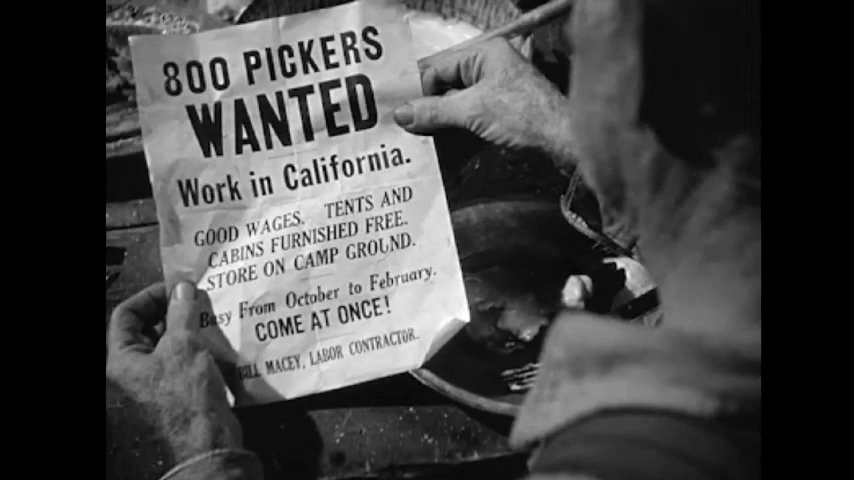 800 PICKERS
WANTED
Work in California.
GOOD WAGES. TENTS AND
CABINS FURNISHED FREE.
STORE ON CAMP GROUND.
Busy From October to February.
COME AT ONCE!
BILL MACEY, LABOR CONTRACTOR.